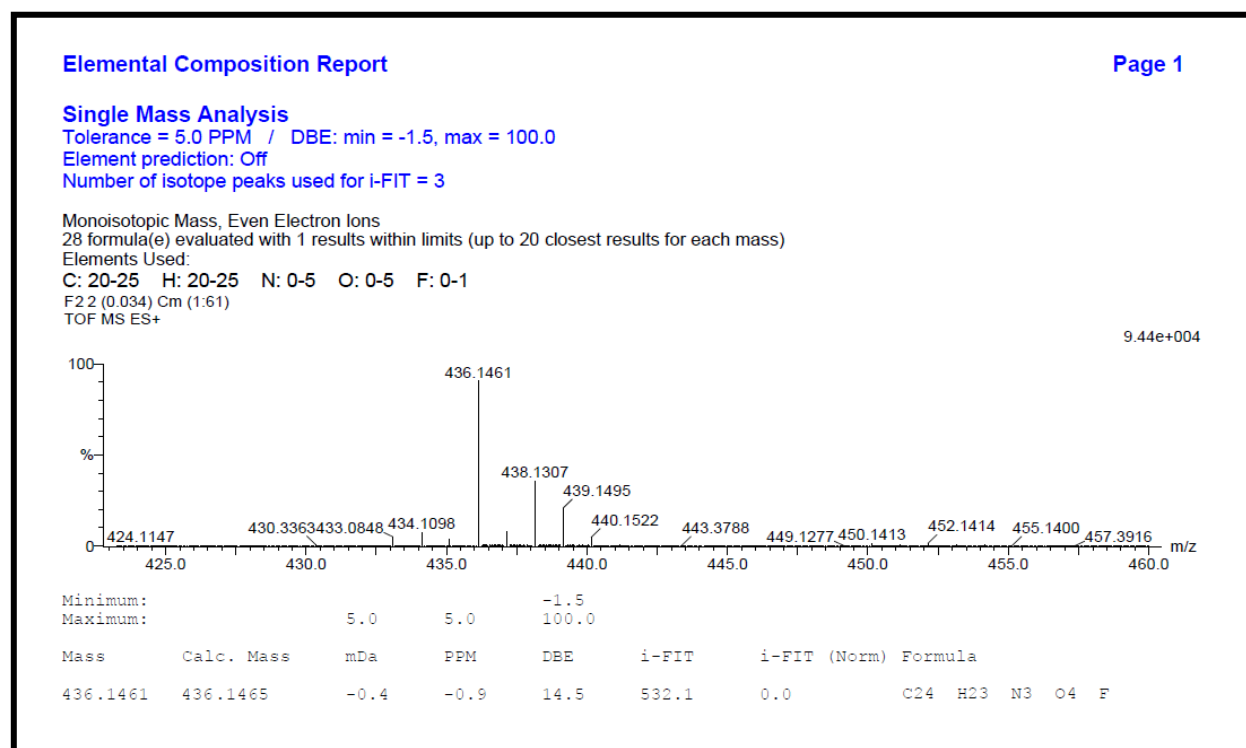 Elemental Composition Report Page 1
Single Mass Analysis
Tolerance = 5.0 PPM / DBE: min = -1.5, max = 100.0
Element prediction: Off
Number of isotope peaks used for i-FIT = 3
Monoisotopic Mass, Even Electron Ions
28 formula(e) evaluated with 1 results within limits (up to 20 closest results for each mass)
Elements Used:
C: 20-25 H: 20-25 N: 0-5 O: 0-5 F: 0-1
F2 2 (0.034) Cm (1:61)
TOF MS ES+
9.44e+004
100
%
0
436.1461
438.1307
439.1495
424.1147 430.3363 433.0848 434.1098 440.1522 443.3788 449.1277 450.1413 452.1414 455.1400 457.3916
m/z
425.0 430.0 435.0 440.0 445.0 450.0 455.0 460.0
Minimum: -1.5
Maximum: 5.0 5.0 100.0
Mass Calc. Mass mDa PPM DBE i-FIT i-FIT (Norm) Formula
436.1461 436.1465 -0.4 -0.9 14.5 532.1 0.0 C24 H23 N3 O4 F